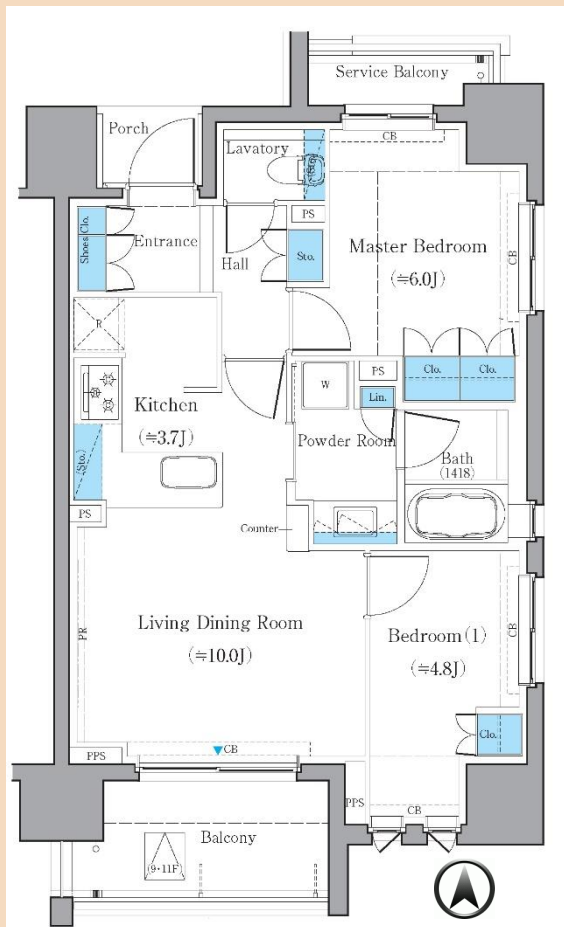 Service Balcony
Porch
CB
Lavatory
(Sto.)
PS
Shoes Clo.
Entrance
Hall
Sto.
Master Bedroom
(≒6.0J)
CB
R
Kitchen
(≒3.7J)
(Sto.)
PS
W
PS
Lin.
Clo.
Clo.
Powder Room
Bath
(1418)
Counter
Living Dining Room
(≒10.0J)
PR
Bedroom(1)
(≒4.8J)
CB
Clo.
PPS
CB
PPS
CB
Balcony
(9・11F)